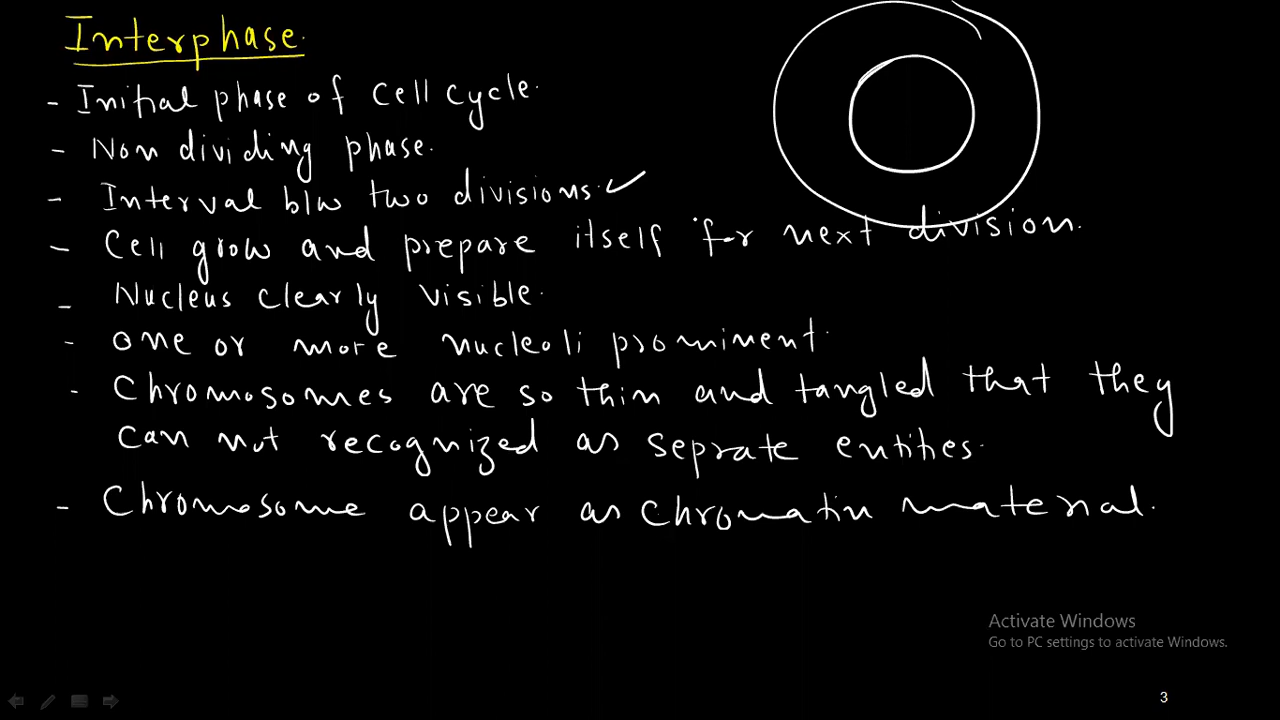 Interphase.
- Initial phase of cell cycle.
- Non dividing phase.
- Interval b/w two divisions.
- Cell grow and prepare itself for next division.
- Nucleus clearly visible.
- One or more nucleoli prominent.
- Chromosomes are so thin and tangled that they
can not recognized as seprate entities.
- Chromosome appear as chromatin material.
Activate Windows
Go to PC settings to activate Windows.
3